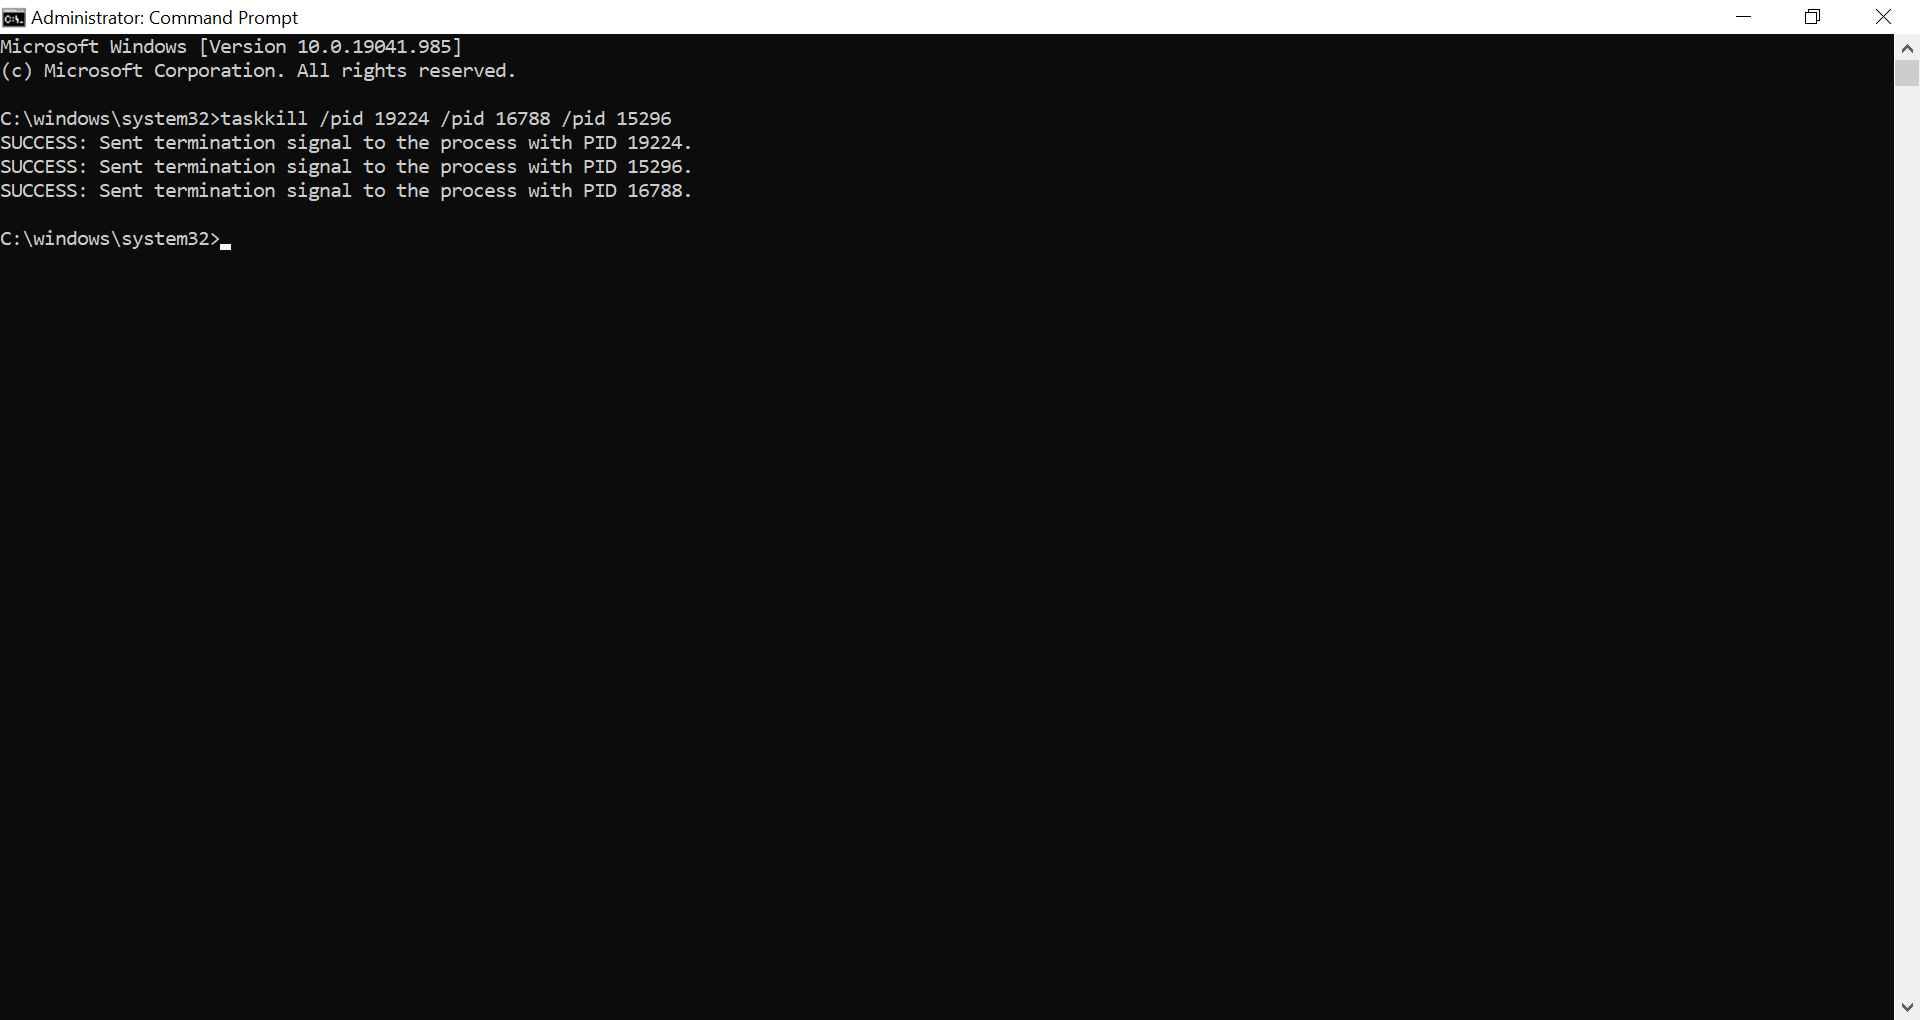 Administrator: Command Prompt
Microsoft Windows [Version 10.0.19041.985]
(c) Microsoft Corporation. All rights reserved.
C:\windows\system32>taskkill /pid 19224 /pid 16788 /pid 15296
SUCCESS: Sent termination signal to the process with PID 19224.
SUCCESS: Sent termination signal to the process with PID 15296.
SUCCESS: Sent termination signal to the process with PID 16788.
C:\windows\system32>